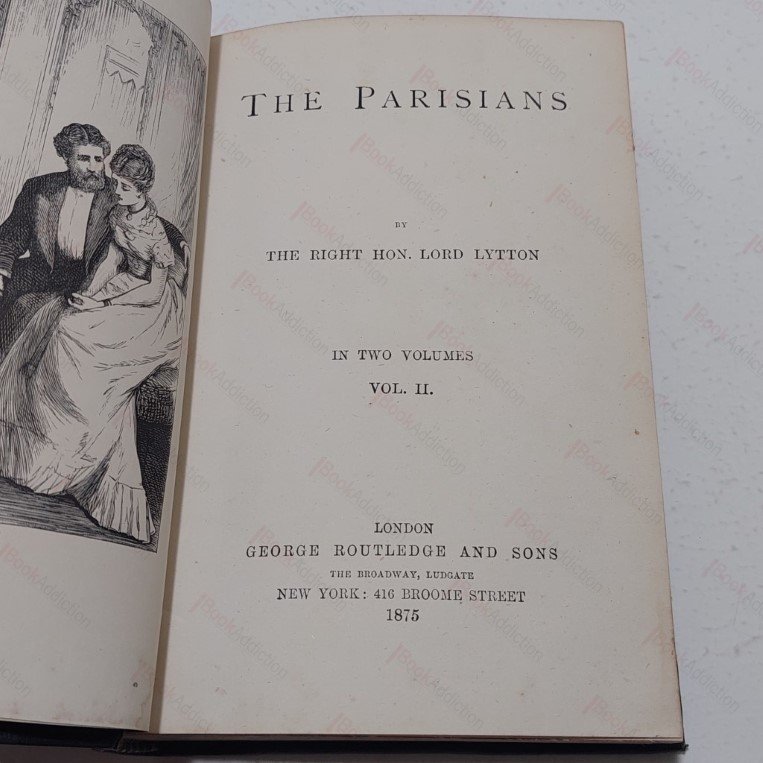 THE PARISIANS
BY
THE RIGHT HON. LORD LYTTON
IN TWO VOLUMES
VOL. II.
LONDON
GEORGE ROUTLEDGE AND SONS
THE BROADWAY, LUDGATE
NEW YORK: 416 BROOME STREET
1875
iBookAddiction